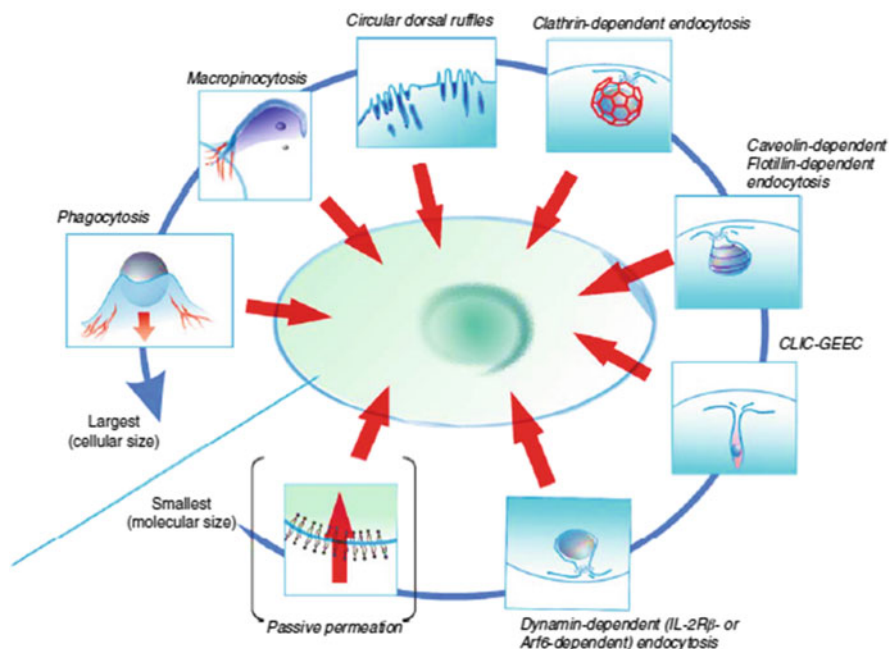 Circular dorsal ruffles
Clathrin-dependent endocytosis
Macropinocytosis
Caveolin-dependent
Flotillin-dependent
endocytosis
Phagocytosis
CLIC-GEEC
Largest
(cellular size)
Smallest
(molecular size)
Passive permeation
Dynamin-dependent (IL-2Rβ- or
Arf6-dependent) endocytosis